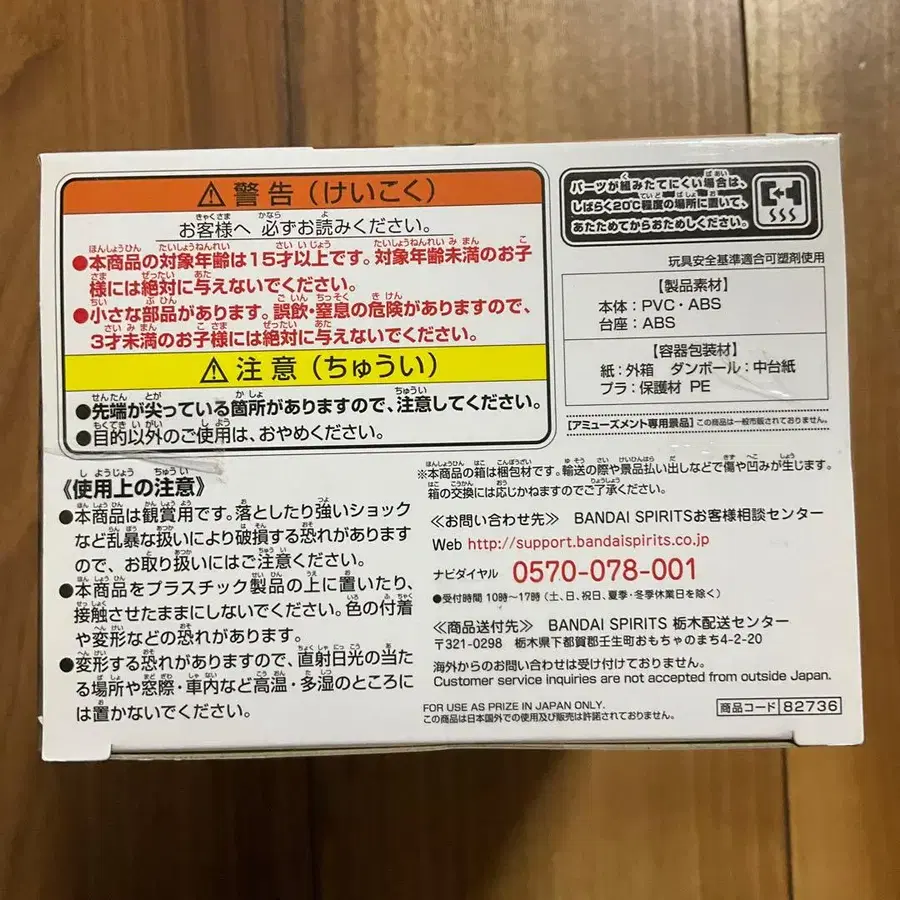 ⚠ 警告（けいこく）
お客様へ 必ずお読みください。
●本商品の対象年齢は15才以上です。対象年齢未満のお子
様には絶対に与えないでください。
●小さな部品があります。誤飲・窒息の危険がありますので、
3才未満のお子様には絶対に与えないでください。
⚠ 注意（ちゅうい）
●先端が尖っている箇所がありますので、注意してください。
●目的以外のご使用は、おやめください。
《使用上の注意》
●本商品は観賞用です。落としたり強いショック
など乱暴な扱いにより破損する恐れがあります
ので、お取り扱いにはご注意ください。
●本商品をプラスチック製品の上に置いたり、
接触させたままにしないでください。色の付着
や変形などの恐れがあります。
●変形する恐れがありますので、直射日光の当た
る場所や窓際・車内など高温・多湿のところに
は置かないでください。
パーツが組みたてにくい場合は、
しばらく20℃程度の場所に置いて、
あたためてからおためしください。
玩具安全基準適合可塑剤使用
【製品素材】
本体：PVC・ABS
台座：ABS
【容器包装材】
紙：外箱 ダンボール：中台紙
プラ：保護材 PE
[アミューズメント専用景品] この商品は一般市販されておりません。
※本商品の箱は梱包材です。輸送の際や景品払い出しなどで傷や凹みが生じます。
箱の交換には応じかねますのでご了承ください。
≪お問い合わせ先≫ BANDAI SPIRITSお客様相談センター
Web http://support.bandaispirits.co.jp
ナビダイヤル 0570-078-001
●受付時間 10時～17時（土、日、祝日、夏季・冬季休業日を除く）
≪商品送付先≫ BANDAI SPIRITS 栃木配送センター
〒321-0298 栃木県下都賀郡壬生町おもちゃのまち4-2-20
海外からのお問い合わせは受け付けておりません。
Customer service inquiries are not accepted from outside Japan.
FOR USE AS PRIZE IN JAPAN ONLY.
この商品は日本国外での使用及び販売は許諾されておりません。
商品コード 82736